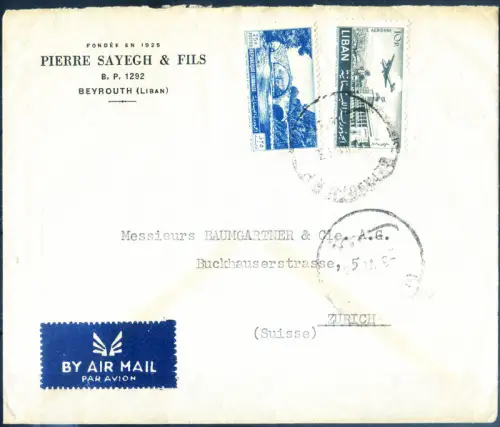 FONDÉE EN 1925
PIERRE SAYEGH & FILS
B. P. 1292
BEYROUTH (LIBAN)
LIBAN
10P
Messieurs BAUMGARTNER & Cie. A.G.
Buckhauserstrasse, 5
ZURICH
(Suisse)
BY AIR MAIL
PAR AVION